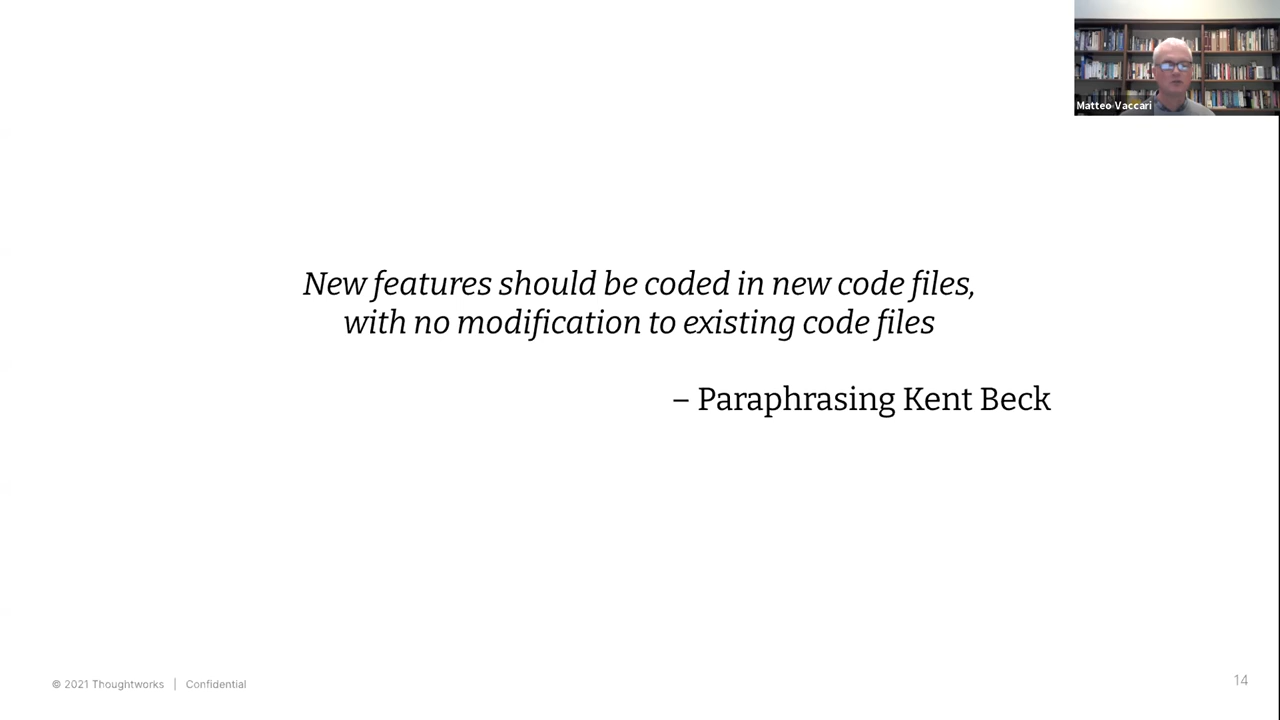 Matteo Vaccari
New features should be coded in new code files,
with no modification to existing code files
– Paraphrasing Kent Beck
© 2021 Thoughtworks | Confidential
14